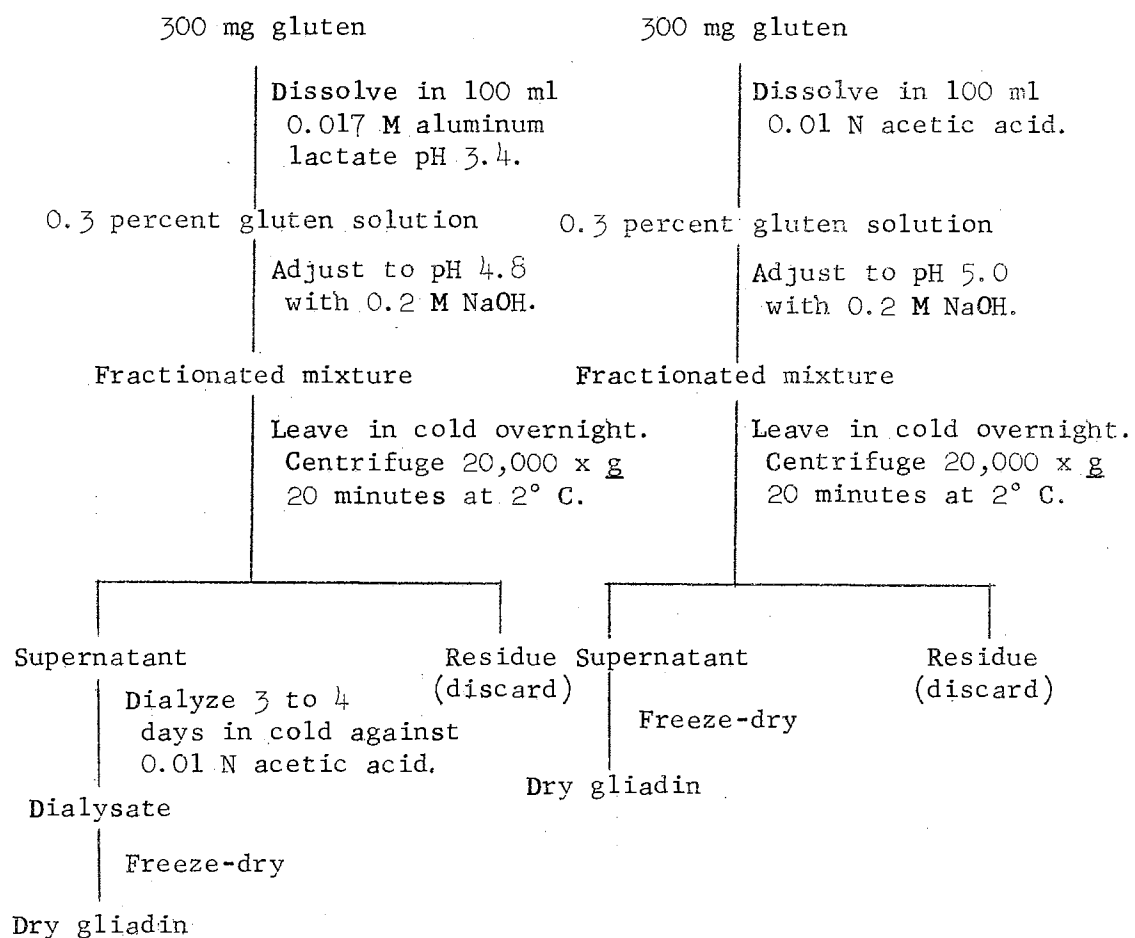 300 mg gluten
Dissolve in 100 ml
0.017 M aluminum
lactate pH 3.4.
0.3 percent gluten solution
Adjust to pH 4.8
with 0.2 M NaOH.
Fractionated mixture
Leave in cold overnight.
Centrifuge 20,000 x g
20 minutes at 2° C.
Supernatant
Residue
(discard)
Dialyze 3 to 4
days in cold against
0.01 N acetic acid.
Dialysate
Freeze-dry
Dry gliadin
300 mg gluten
Dissolve in 100 ml
0.01 N acetic acid.
0.3 percent gluten solution
Adjust to pH 5.0
with 0.2 M NaOH.
Fractionated mixture
Leave in cold overnight.
Centrifuge 20,000 x g
20 minutes at 2° C.
Supernatant
Residue
(discard)
Freeze-dry
Dry gliadin